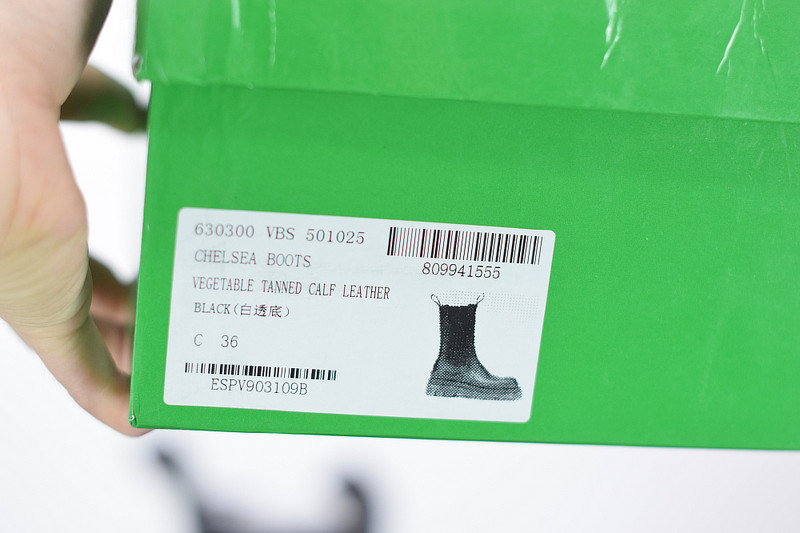 630300 VBS 501025
809941555
CHELSEA BOOTS
VEGETABLE TANNED CALF LEATHER
BLACK(白透底)
C 36
ESPV903109B